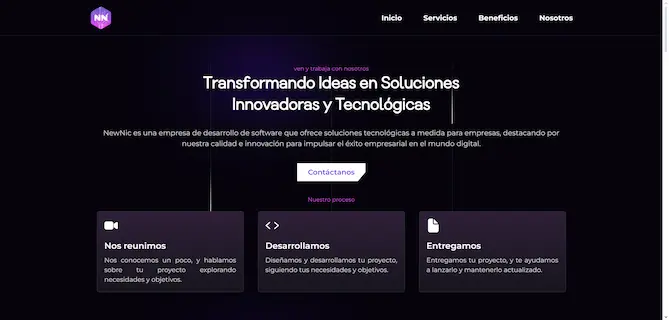 NN
Inicio Servicios Beneficios Nosotros
ven y trabaja con nosotros
Transformando Ideas en Soluciones
Innovadoras y Tecnológicas
NewNic es una empresa de desarrollo de software que ofrece soluciones tecnológicas a medida para empresas, destacando por
nuestra calidad e innovación para impulsar el éxito empresarial en el mundo digital.
Contáctanos
Nuestro proceso
Nos reunimos
Nos conocemos un poco, y hablamos
sobre tu proyecto explorando
necesidades y objetivos.
Desarrollamos
Diseñamos y desarrollamos tu proyecto,
siguiendo tus necesidades y objetivos.
Entregamos
Entregamos tu proyecto, y te ayudamos
a lanzarlo y mantenerlo actualizado.